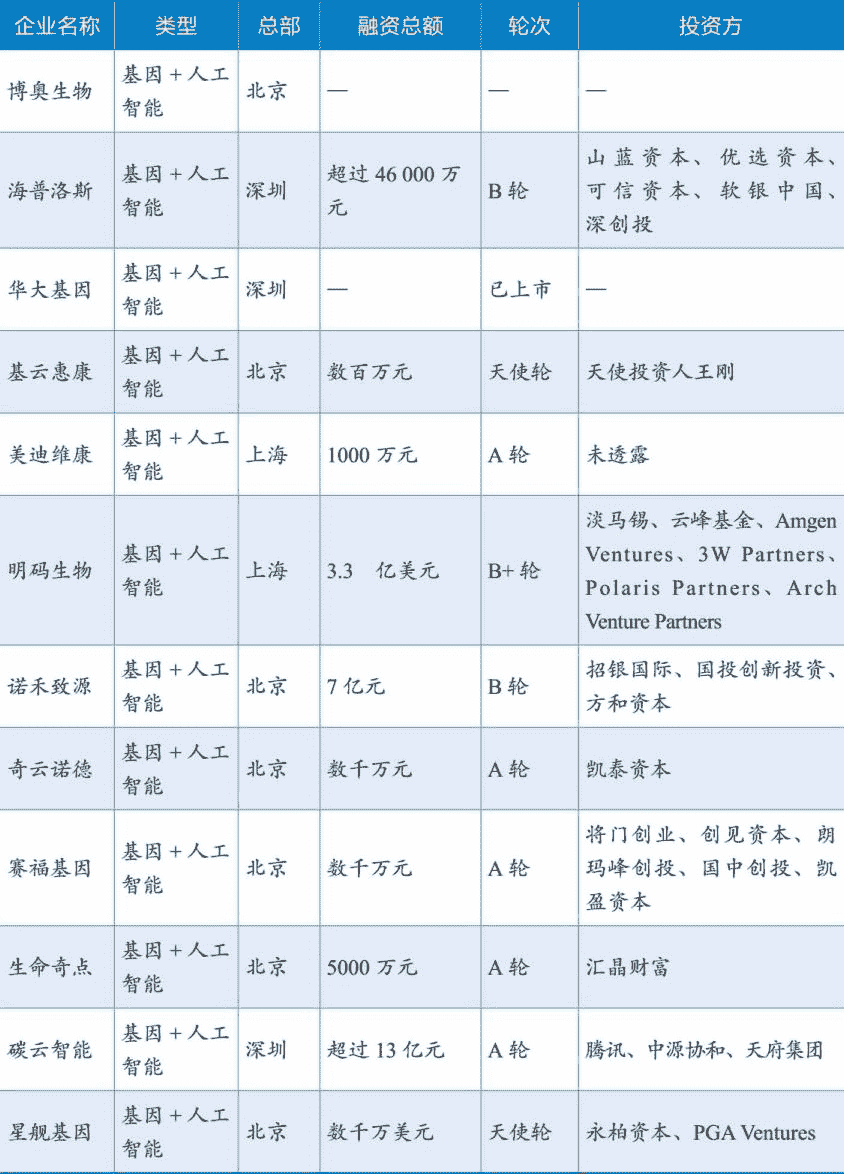 企业名称 类型 总部 融资总额 轮次 投资方
博奥生物 基因+人工智能 北京 — — —
海普洛斯 基因+人工智能 深圳 超过46 000万元 B轮 山蓝资本、优选资本、可信资本、软银中国、深创投
华大基因 基因+人工智能 深圳 — 已上市 —
基云惠康 基因+人工智能 北京 数百万元 天使轮 天使投资人王刚
美迪维康 基因+人工智能 上海 1000万元 A轮 未透露
明码生物 基因+人工智能 上海 3.3 亿美元 B+轮 淡马锡、云峰基金、Amgen Ventures、3W Partners、Polaris Partners、Arch Venture Partners
诺禾致源 基因+人工智能 北京 7亿元 B轮 招银国际、国投创新投资、方和资本
奇云诺德 基因+人工智能 北京 数千万元 A轮 凯泰资本
赛福基因 基因+人工智能 北京 数千万元 A轮 将门创业、创见资本、朗玛峰创投、国中创投、凯盈资本
生命奇点 基因+人工智能 北京 5000万元 A轮 汇晶财富
碳云智能 基因+人工智能 深圳 超过13亿元 A轮 腾讯、中源协和、天府集团
星舰基因 基因+人工智能 北京 数千万美元 天使轮 永柏资本、PGA Ventures